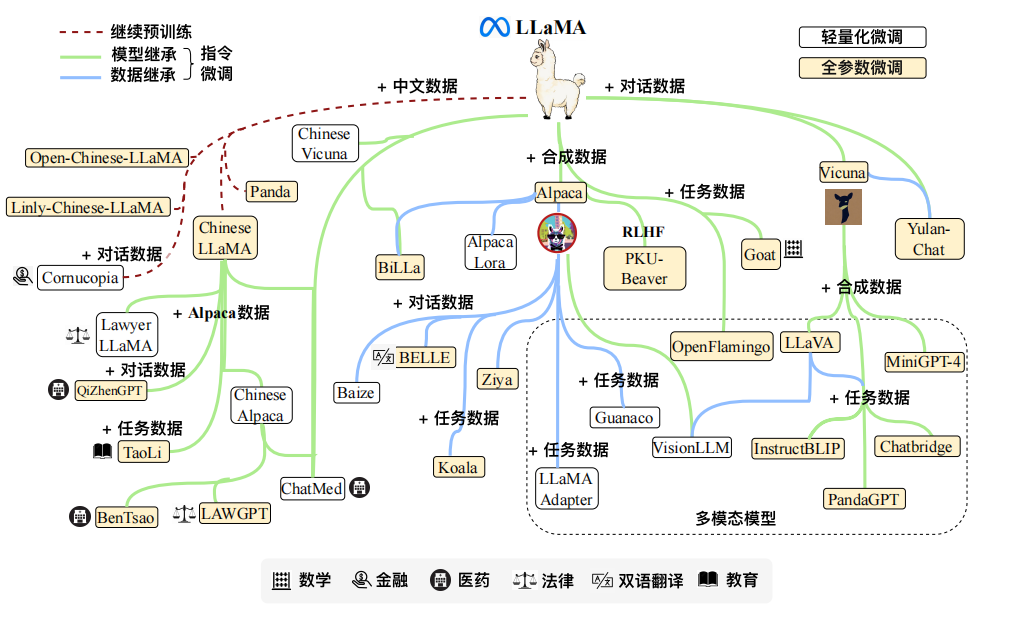 LLaMA
继续预训练
模型继承
数据继承
指令
微调
轻量化微调
全参数微调
+ 中文数据
+ 对话数据
Chinese
Vicuna
+ 合成数据
Open-Chinese-LLaMA
Panda
Alpaca
+ 任务数据
Vicuna
Linly-Chinese-LLaMA
Chinese
LLaMA
Alpaca
Lora
RLHF
PKU-
Beaver
Goat
Yulan-
Chat
+ 对话数据
Cornucopia
BiLLa
+ 合成数据
+ 对话数据
+ Alpaca数据
Lawyer
LLaMA
OpenFlamingo
LLaVA
MiniGPT-4
BELLE
+ 对话数据
QiZhenGPT
Baize
Ziya
+ 任务数据
+ 任务数据
Chinese
Alpaca
+ 任务数据
Guanaco
+ 任务数据
TaoLi
+ 任务数据
VisionLLM
InstructBLIP
Chatbridge
Koala
LLaMA
Adapter
ChatMed
PandaGPT
BenTsao
LAWGPT
多模态模型
数学
金融
医药
法律
A/文
双语翻译
教育